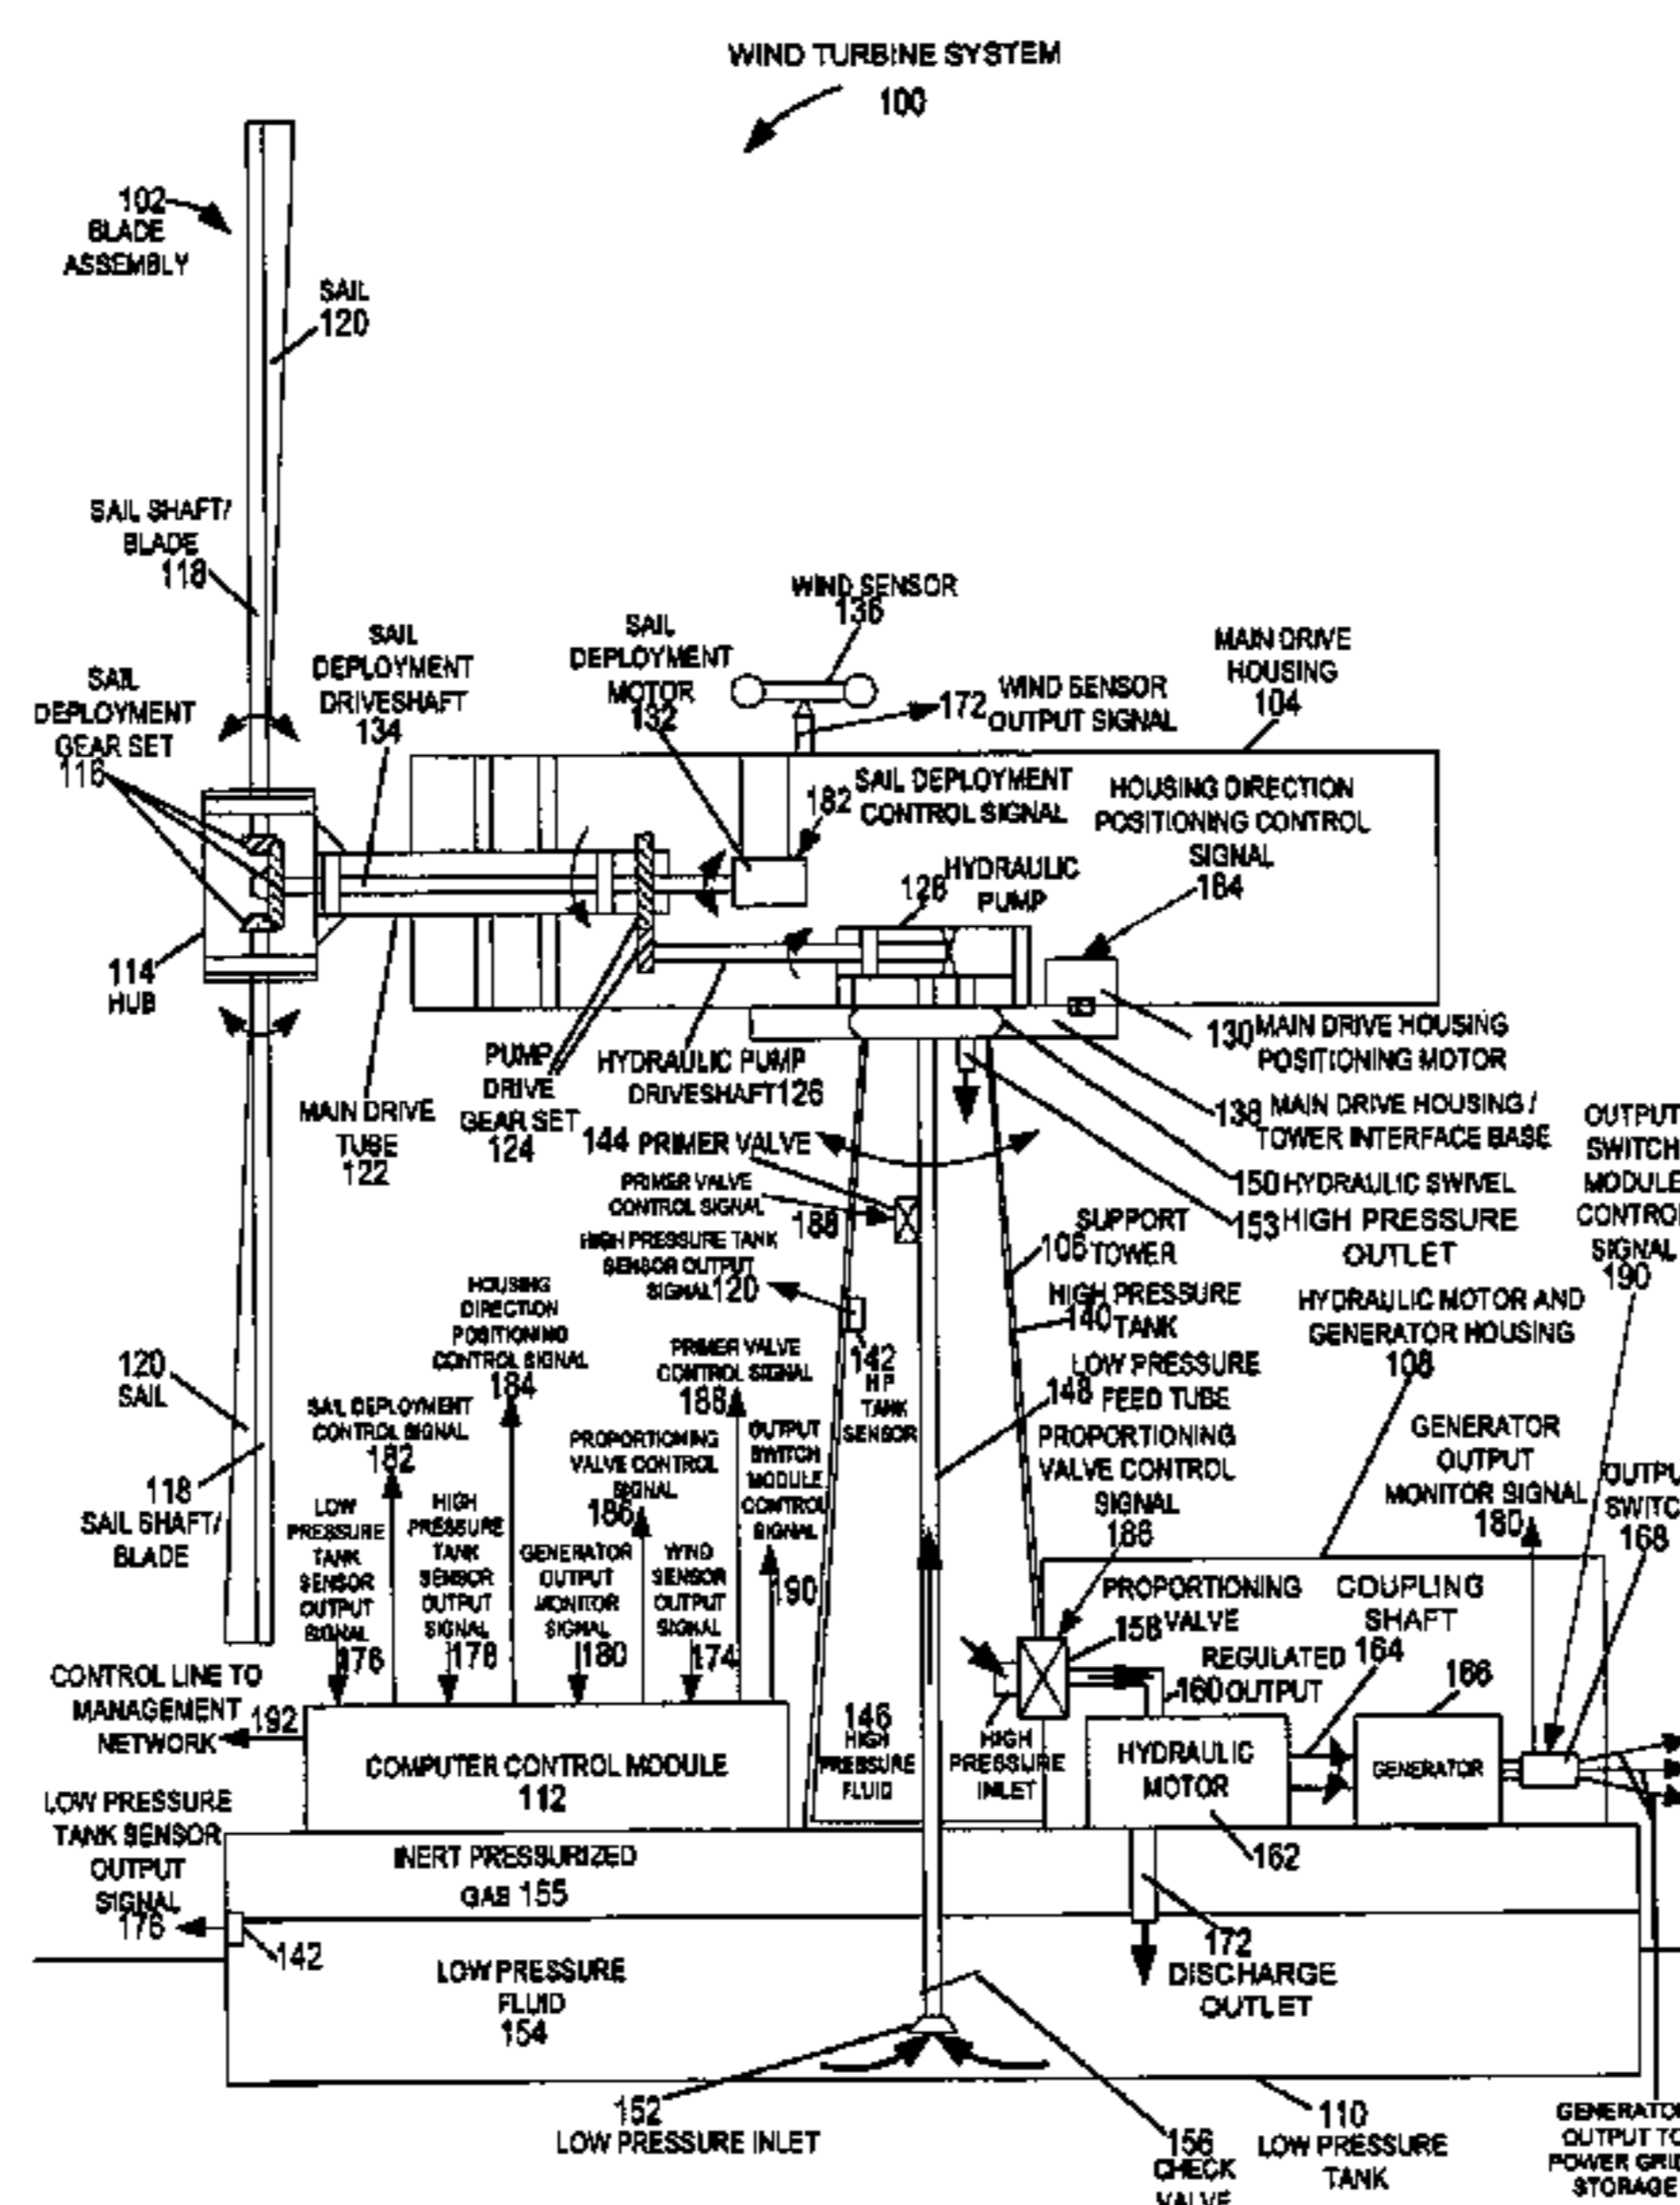 WIND TURBINE SYSTEM
100
102
BLADE
ASSEMBLY
SAIL
120
SAIL SHAFT/
BLADE
118
WIND SENSOR
136
SAIL
DEPLOYMENT
GEAR SET
116
SAIL
DEPLOYMENT
DRIVESHAFT
134
SAIL
DEPLOYMENT
MOTOR
132
172 WIND SENSOR
OUTPUT SIGNAL
MAIN DRIVE
HOUSING
104
182 SAIL DEPLOYMENT
CONTROL SIGNAL
HOUSING DIRECTION
POSITIONING CONTROL
SIGNAL
184
128 HYDRAULIC
PUMP
114
HUB
MAIN DRIVE
TUBE
122
PUMP
DRIVE
GEAR SET
124
HYDRAULIC PUMP
DRIVESHAFT 126
130 MAIN DRIVE HOUSING
POSITIONING MOTOR
138 MAIN DRIVE HOUSING /
TOWER INTERFACE BASE
150 HYDRAULIC SWIVEL
153 HIGH PRESSURE
OUTLET
OUTPUT
SWITCH
MODULE
CONTROL
SIGNAL
190
144 PRIMER VALVE
PRIMER VALVE
CONTROL SIGNAL
188
HIGH PRESSURE TANK
SENSOR OUTPUT
SIGNAL 120
106 SUPPORT
TOWER
HIGH PRESSURE
140 TANK
HYDRAULIC MOTOR AND
GENERATOR HOUSING
108
142
HP
TANK
SENSOR
LOW PRESSURE
148 FEED TUBE
PROPORTIONING
VALVE CONTROL
SIGNAL
186
GENERATOR
OUTPUT
MONITOR SIGNAL
180
OUTPU
SWITC
168
120
SAIL
118
SAIL SHAFT/
BLADE
HOUSING
DIRECTION
POSITIONING
CONTROL SIGNAL
184
PRIMER VALVE
CONTROL SIGNAL
188
SAIL DEPLOYMENT
CONTROL SIGNAL
182
PROPORTIONING
VALVE CONTROL
SIGNAL
186
OUTPUT
SWITCH
MODULE
CONTROL
SIGNAL
190
LOW
PRESSURE
TANK
SENSOR
OUTPUT
SIGNAL
176
HIGH
PRESSURE
TANK
SENSOR
OUTPUT
SIGNAL
178
GENERATOR
OUTPUT
MONITOR
SIGNAL
180
WIND
SENSOR
OUTPUT
SIGNAL
174
PROPORTIONING
VALVE
158
COUPLING
SHAFT
164
REGULATED
160 OUTPUT
166
CONTROL LINE TO
MANAGEMENT
NETWORK
192
COMPUTER CONTROL MODULE
112
146
HIGH
PRESSURE
FLUID
HIGH
PRESSURE
INLET
HYDRAULIC
MOTOR
162
GENERATOR
LOW PRESSURE
TANK SENSOR
OUTPUT
SIGNAL
176
142
INERT PRESSURIZED
GAS 155
LOW PRESSURE
FLUID
154
172
DISCHARGE
OUTLET
152
LOW PRESSURE INLET
156
CHECK
VALVE
110
LOW PRESSURE
TANK
GENERATOR
OUTPUT TO
POWER GRID
STORAGE